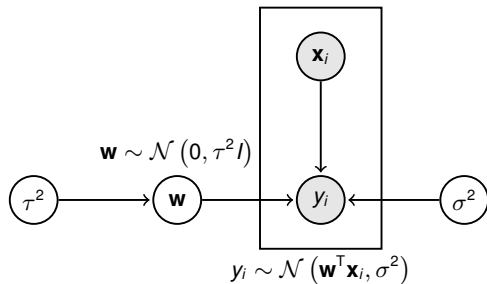 𝐱ᵢ
𝐰 ∼ 𝒩 (0, τ²I)
τ² 𝐰 yᵢ σ²
yᵢ ∼ 𝒩 (𝐰ᵀ𝐱ᵢ, σ²)